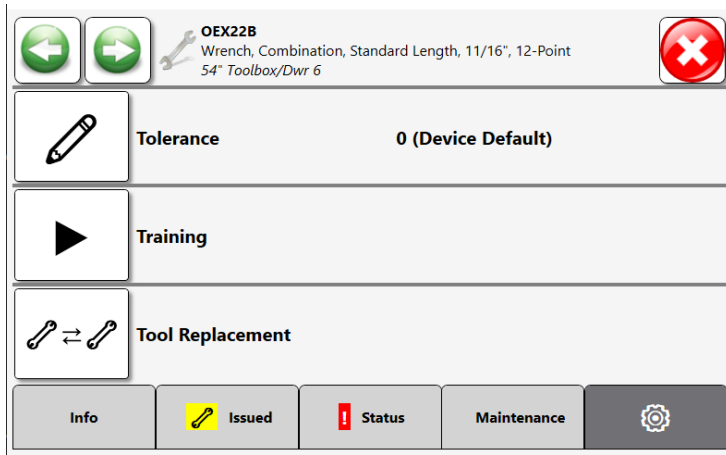 OEX22B
Wrench, Combination, Standard Length, 11/16", 12-Point
54" Toolbox/Dwr 6
Tolerance 0 (Device Default)
Training
Tool Replacement
Info Issued ! Status Maintenance